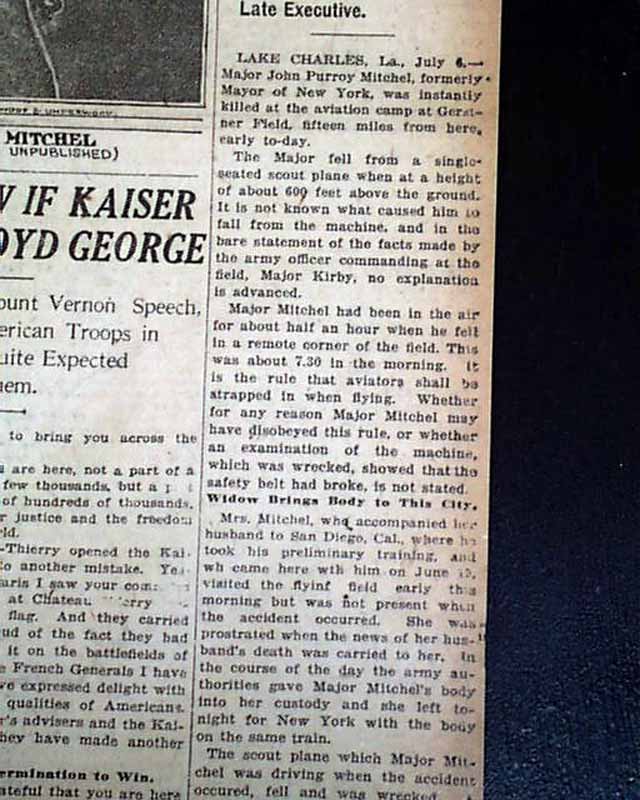 PHOTO © UNDERWOOD.
MITCHEL
UNPUBLISHED)
IF KAISER
OYD GEORGE
ount Vernon Speech,
erican Troops in
uite Expected
em.
to bring you across the
are here, not a part of a
few thousands, but a
of hundreds of thousands,
r justice and the freedom
ld.
-Thierry opened the Kai-
to another mistake. Yes
aris I saw your com
at Chateau erry
flag. And they carried
ud of the fact they had
it on the battlefields of
e French Generals I have
ve expressed delight with
qualities of Americans.
r's advisers and the Kai-
hey have made another
ermination to Win.
ateful that you are here
Late Executive.
LAKE CHARLES, La., July 6.—
Major John Purroy Mitchel, formerly
Mayor of New York, was instantly
killed at the aviation camp at Gerst-
ner Field, fifteen miles from here,
early to-day.
The Major fell from a single-
seated scout plane when at a height
of about 600 feet above the ground.
It is not known what caused him to
fall from the machine, and in the
bare statement of the facts made by
the army officer commanding at the
field, Major Kirby, no explanation
is advanced.
Major Mitchel had been in the air
for about half an hour when he fell
in a remote corner of the field. This
was about 7.30 in the morning. It
is the rule that aviators shall be
strapped in when flying. Whether
for any reason Major Mitchel may
have disobeyed this rule, or whether
an examination of the machine,
which was wrecked, showed that the
safety belt had broke, is not stated.
Widow Brings Body to This City.
Mrs. Mitchel, who accompanied her
husband to San Diego, Cal., where he
took his preliminary training, and
wh came here wth him on June 15,
visited the flyinf field early this
morning but was not present when
the accident occurred. She was
prostrated when the news of her hus-
band's death was carried to her. In
the course of the day the army au-
thorities gave Major Mitchel's body
into her custody and she left to-
night for New York with the body
on the same train.
The scout plane which Major Mit-
chel was driving when the accident
occured, fell and was wrecked. A